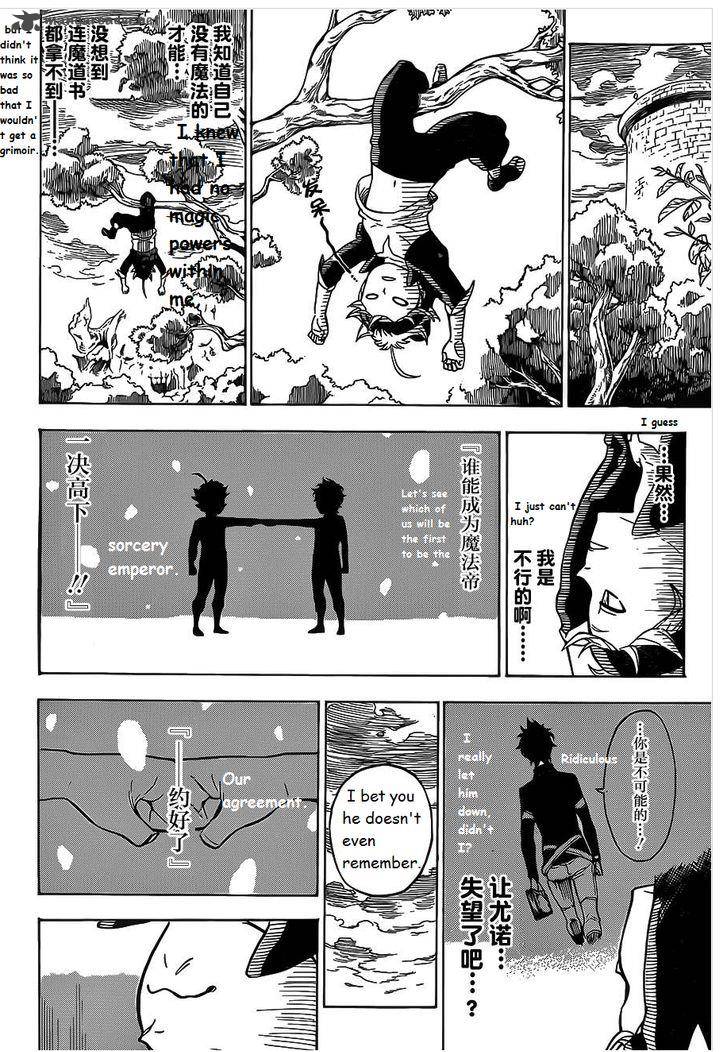 发呆
我知道自己
没有魔法的
才能…
没想到
连魔道书
都拿不到——…
I knew
that I
had no
magic
powers
within
me,
but
didn't
think it
was so
bad
that I
wouldn'
t get a
grimoir.
I guess
…果然…
I just can't
huh?
我是
不行的啊……
『谁能成为魔法帝
Let's see
which of
us will be
the first
to be the
sorcery
emperor.
一决高下——!!』
…你是不可能的…!!
Ridiculous
I
really
let
him
down,
didn't
I?
让尤诺…
失望了吧…?
I bet you
he doesn't
even
remember.
『——约好了』
Our
agreement.